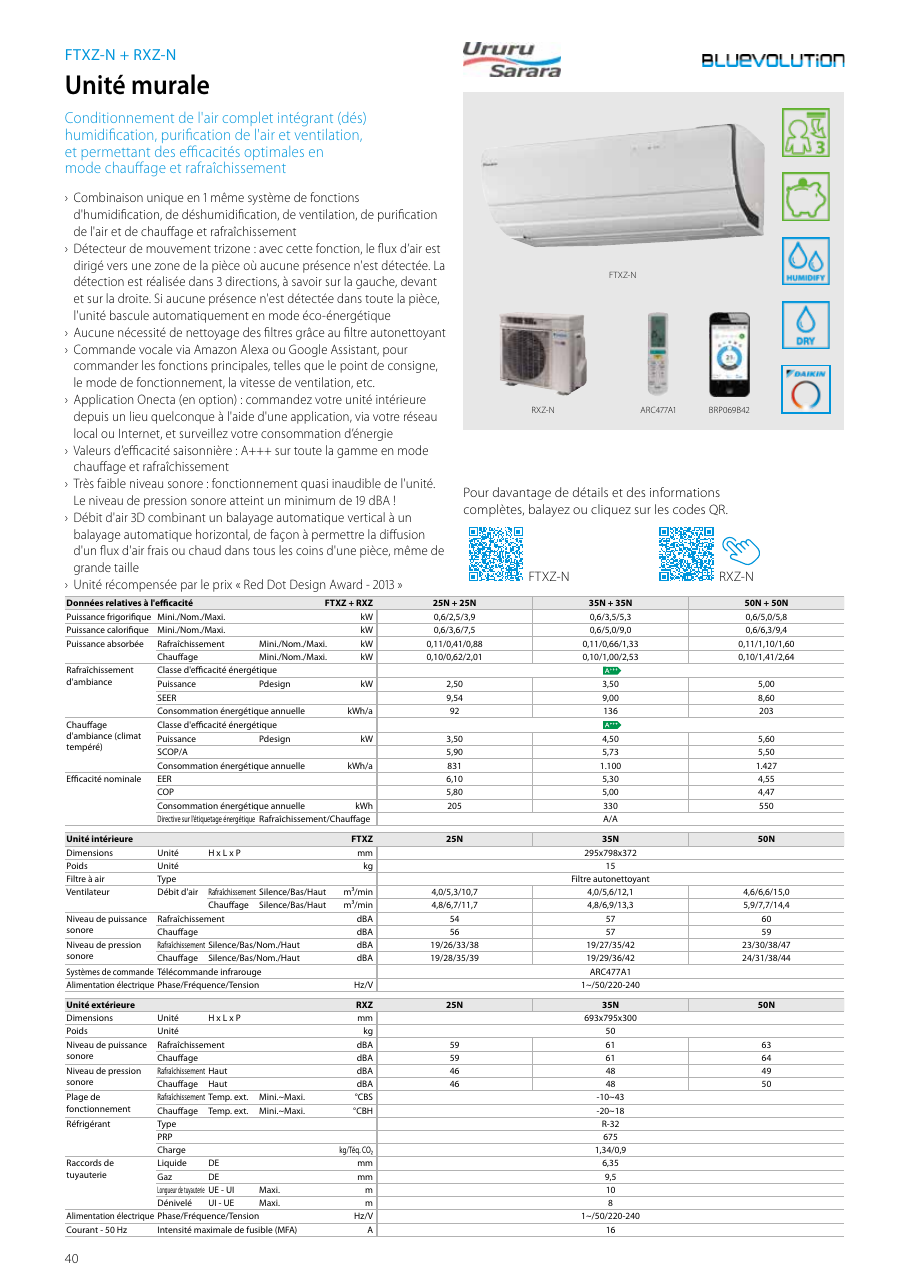 FTXZ-N + RXZ-N
Unité murale
Conditionnement de l'air complet intégrant (dés)
humidification, purification de l'air et ventilation,
et permettant des efficacités optimales en
mode chauffage et rafraîchissement
› Combinaison unique en 1 même système de fonctions
d'humidification, de déshumidification, de ventilation, de purification
de l'air et de chauffage et rafraîchissement
› Détecteur de mouvement trizone : avec cette fonction, le flux d'air est
dirigé vers une zone de la pièce où aucune présence n'est détectée. La
détection est réalisée dans 3 directions, à savoir sur la gauche, devant
et sur la droite. Si aucune présence n'est détectée dans toute la pièce,
l'unité bascule automatiquement en mode éco-énergétique
› Aucune nécessité de nettoyage des filtres grâce au filtre autonettoyant
› Commande vocale via Amazon Alexa ou Google Assistant, pour
commander les fonctions principales, telles que le point de consigne,
le mode de fonctionnement, la vitesse de ventilation, etc.
› Application Onecta (en option) : commandez votre unité intérieure
depuis un lieu quelconque à l'aide d'une application, via votre réseau
local ou Internet, et surveillez votre consommation d'énergie
› Valeurs d'efficacité saisonnière : A+++ sur toute la gamme en mode
chauffage et rafraîchissement
› Très faible niveau sonore : fonctionnement quasi inaudible de l'unité.
Le niveau de pression sonore atteint un minimum de 19 dBA !
› Débit d'air 3D combinant un balayage automatique vertical à un
balayage automatique horizontal, de façon à permettre la diffusion
d'un flux d'air frais ou chaud dans tous les coins d'une pièce, même de
grande taille
› Unité récompensée par le prix « Red Dot Design Award - 2013 »
Ururu
Sarara
BLUEVOLUTION
3
HUMIDIFY
DRY
DAIKIN
FTXZ-N
RXZ-N
ARC477A1
BRP069B42
Pour davantage de détails et des informations
complètes, balayez ou cliquez sur les codes QR.
FTXZ-N
RXZ-N
Données relatives à l'efficacité FTXZ + RXZ 25N + 25N 35N + 35N 50N + 50N
Puissance frigorifique Mini./Nom./Maxi. kW 0,6/2,5/3,9 0,6/3,5/5,3 0,6/5,0/5,8
Puissance calorifique Mini./Nom./Maxi. kW 0,6/3,6/7,5 0,6/5,0/9,0 0,6/6,3/9,4
Puissance absorbée Rafraîchissement Mini./Nom./Maxi. kW 0,11/0,41/0,88 0,11/0,66/1,33 0,11/1,10/1,60
Chauffage Mini./Nom./Maxi. kW 0,10/0,62/2,01 0,10/1,00/2,53 0,10/1,41/2,64
Rafraîchissement d'ambiance Classe d'efficacité énergétique A+++
Puissance Pdesign kW 2,50 3,50 5,00
SEER 9,54 9,00 8,60
Consommation énergétique annuelle kWh/a 92 136 203
Chauffage d'ambiance (climat tempéré) Classe d'efficacité énergétique A+++
Puissance Pdesign kW 3,50 4,50 5,60
SCOP/A 5,90 5,73 5,50
Consommation énergétique annuelle kWh/a 831 1.100 1.427
Efficacité nominale EER 6,10 5,30 4,55
COP 5,80 5,00 4,47
Consommation énergétique annuelle kWh 205 330 550
Directive sur l'étiquetage énergétique Rafraîchissement/Chauffage A/A
Unité intérieure FTXZ 25N 35N 50N
Dimensions Unité H x L x P mm 295x798x372
Poids Unité kg 15
Filtre à air Type Filtre autonettoyant
Ventilateur Débit d'air Rafraîchissement Silence/Bas/Haut m³/min 4,0/5,3/10,7 4,0/5,6/12,1 4,6/6,6/15,0
Chauffage Silence/Bas/Haut m³/min 4,8/6,7/11,7 4,8/6,9/13,3 5,9/7,7/14,4
Niveau de puissance sonore Rafraîchissement dBA 54 57 60
Chauffage dBA 56 57 59
Niveau de pression sonore Rafraîchissement Silence/Bas/Nom./Haut dBA 19/26/33/38 19/27/35/42 23/30/38/47
Chauffage Silence/Bas/Nom./Haut dBA 19/28/35/39 19/29/36/42 24/31/38/44
Systèmes de commande Télécommande infrarouge ARC477A1
Alimentation électrique Phase/Fréquence/Tension Hz/V 1~/50/220-240
Unité extérieure RXZ 25N 35N 50N
Dimensions Unité H x L x P mm 693x795x300
Poids Unité kg 50
Niveau de puissance sonore Rafraîchissement dBA 59 61 63
Chauffage dBA 59 61 64
Niveau de pression sonore Rafraîchissement Haut dBA 46 48 49
Chauffage Haut dBA 46 48 50
Plage de fonctionnement Rafraîchissement Temp. ext. Mini.~Maxi. °CBS -10~43
Chauffage Temp. ext. Mini.~Maxi. °CBH -20~18
Réfrigérant Type R-32
PRP 675
Charge kg/Téq. CO₂ 1,34/0,9
Raccords de tuyauterie Liquide DE mm 6,35
Gaz DE mm 9,5
Longueur de tuyauterie UE - UI Maxi. m 10
Dénivelé UI - UE Maxi. m 8
Alimentation électrique Phase/Fréquence/Tension Hz/V 1~/50/220-240
Courant - 50 Hz Intensité maximale de fusible (MFA) A 16
40